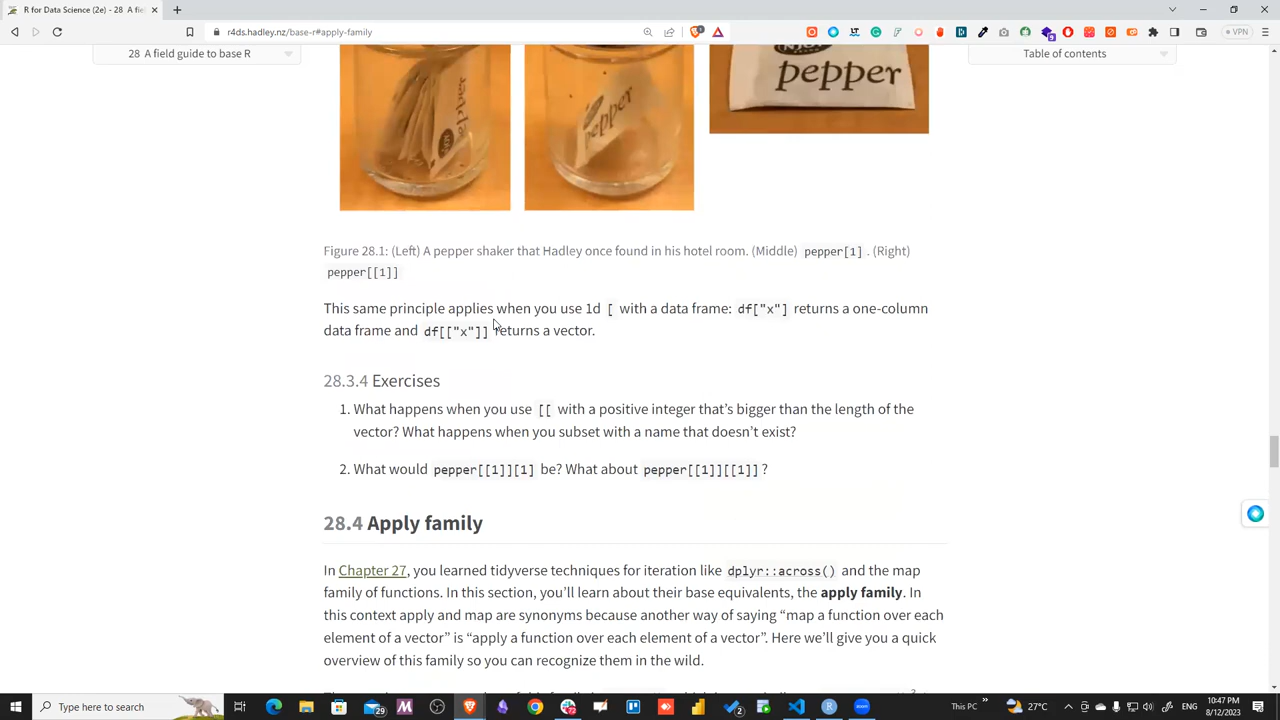 R for Data Science (2e) - 28 A fiel
r4ds.hadley.nz/base-r#apply-family
VPN
28 A field guide to base R
Table of contents
pepper
pepper
pepper
Figure 28.1: (Left) A pepper shaker that Hadley once found in his hotel room. (Middle) pepper[1] . (Right)
pepper[[1]]
This same principle applies when you use 1d [ with a data frame: df["x"] returns a one-column
data frame and df[["x"]] returns a vector.
28.3.4 Exercises
1. What happens when you use [[ with a positive integer that’s bigger than the length of the
vector? What happens when you subset with a name that doesn’t exist?
2. What would pepper[[1]][1] be? What about pepper[[1]][[1]] ?
28.4 Apply family
In Chapter 27, you learned tidyverse techniques for iteration like dplyr::across() and the map
family of functions. In this section, you’ll learn about their base equivalents, the apply family. In
this context apply and map are synonyms because another way of saying “map a function over each
element of a vector” is “apply a function over each element of a vector”. Here we’ll give you a quick
overview of this family so you can recognize them in the wild.
Type here to search
29
2
This PC
27°C
10:47 PM
8/12/2023